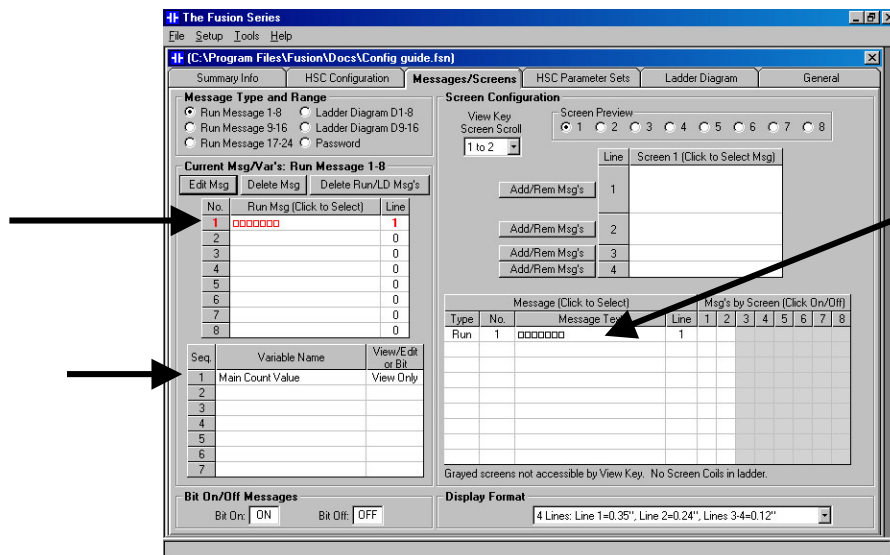 The Fusion Series
File Setup Tools Help
(C:\Program Files\Fusion\Docs\Config guide.fsn)
Summary Info HSC Configuration Messages/Screens HSC Parameter Sets Ladder Diagram General
Message Type and Range
Run Message 1-8 Ladder Diagram D1-8
Run Message 9-16 Ladder Diagram D9-16
Run Message 17-24 Password
Current Msg/Var's: Run Message 1-8
Edit Msg Delete Msg Delete Run/LD Msg's
No. Run Msg (Click to Select) Line
1 □□□□□□□ 1
2 0
3 0
4 0
5 0
6 0
7 0
8 0
Seq. Variable Name View/Edit or Bit
1 Main Count Value View Only
2
3
4
5
6
7
Bit On/Off Messages
Bit On: ON Bit Off: OFF
Screen Configuration
View Key
Screen Scroll
1 to 2
Screen Preview
1 2 3 4 5 6 7 8
Line Screen 1 (Click to Select Msg)
Add/Rem Msg's 1
Add/Rem Msg's 2
Add/Rem Msg's 3
Add/Rem Msg's 4
Message (Click to Select) Msg's by Screen (Click On/Off)
Type No. Message Tex Line 1 2 3 4 5 6 7 8
Run 1 □□□□□□□ 1
Grayed screens not accessible by View Key. No Screen Coils in ladder.
Display Format
4 Lines: Line 1=0.35", Line 2=0.24", Lines 3-4=0.12"